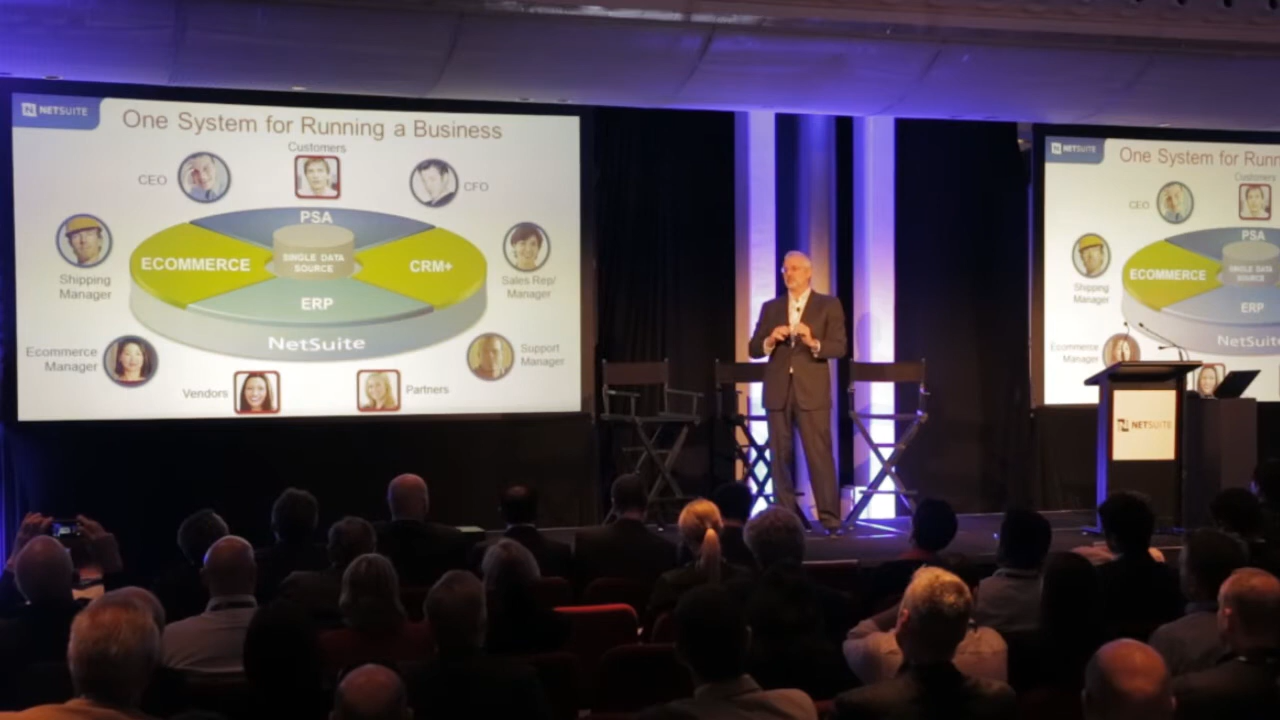 NETSUITE
One System for Running a Business
Customers
CEO
CFO
PSA
ECOMMERCE
SINGLE DATA
SOURCE
CRM+
ERP
NetSuite
Shipping
Manager
Sales Rep/
Manager
Ecommerce
Manager
Support
Manager
Vendors
Partners
NETSUITE
One System for Runn
Customers
CEO
PSA
ECOMMERCE
SINGLE DATA
SOURCE
ERP
NetSuite
Shipping
Manager
Ecommerce
Manager
NETSUITE